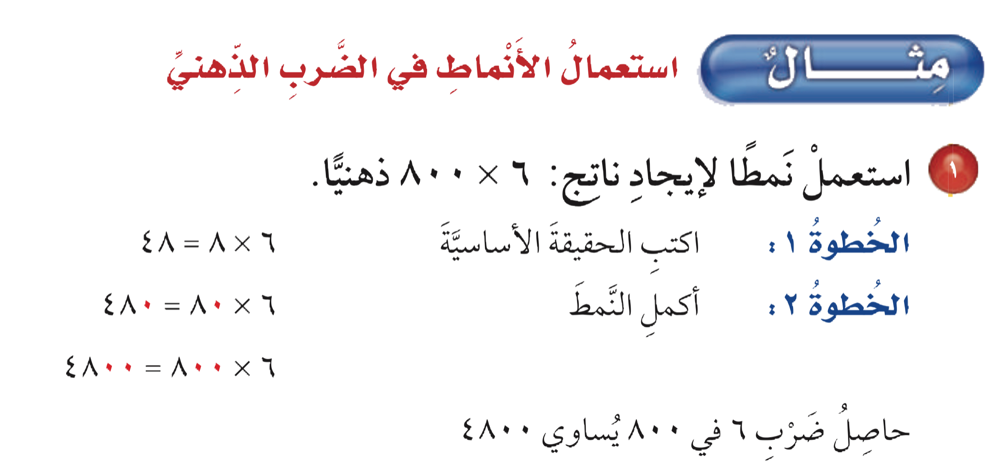 مِثـــالٌ استعمالُ الأَنْماطِ في الضَّربِ الذِّهنيِّ
١ استعملْ نَمطًا لإيجادِ ناتِج: ٦ × ٨٠٠ ذهنيًّا.
الخُطوةُ ١: اكتبِ الحقيقةَ الأساسيَّةَ ٦ × ٨ = ٤٨
الخُطوةُ ٢: أكملِ النَّمطَ ٦ × ٨٠ = ٤٨٠
٦ × ٨٠٠ = ٤٨٠٠
حاصِلُ ضَرْبِ ٦ في ٨٠٠ يُساوي ٤٨٠٠